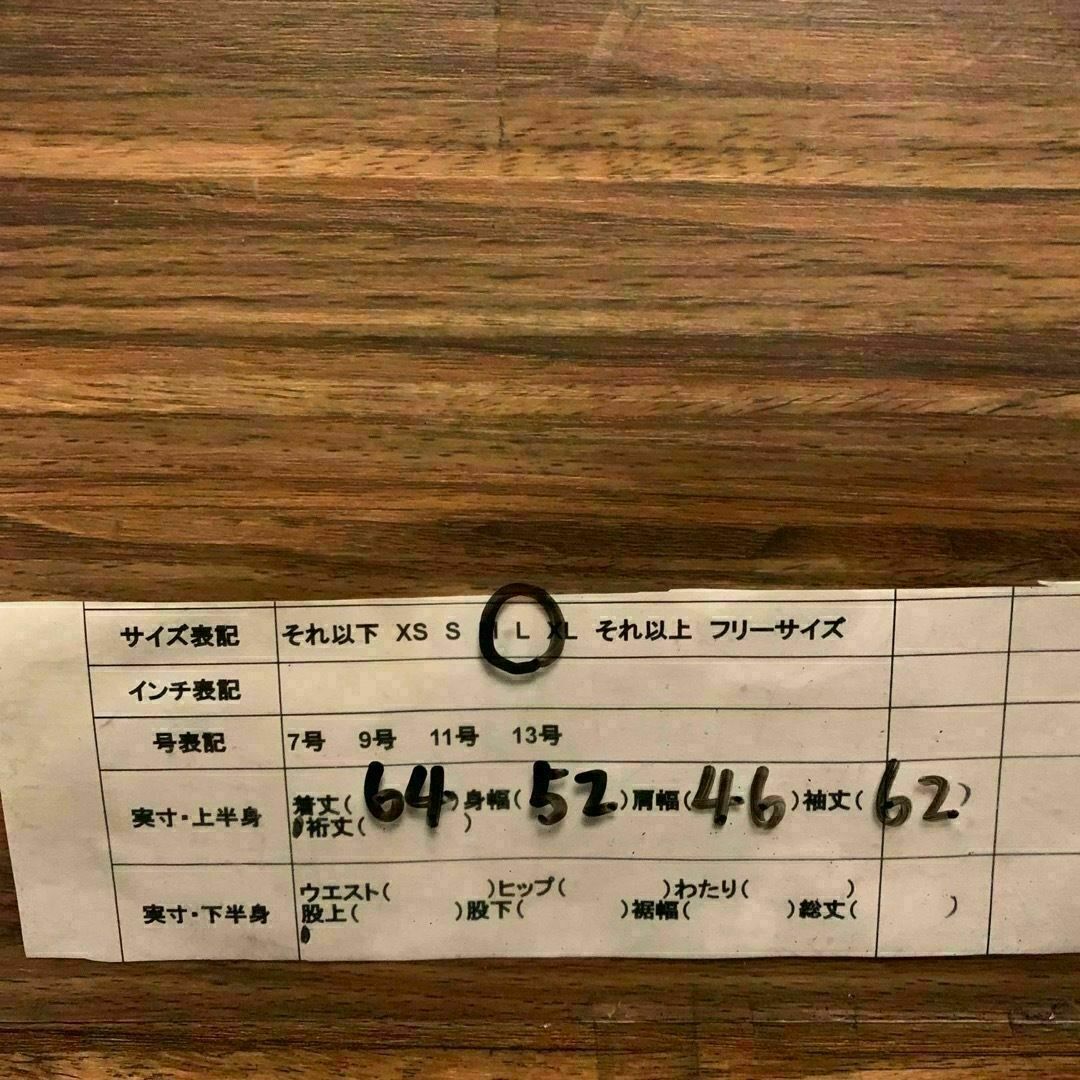 サイズ表記 それ以下 XS S M L XL それ以上 フリーサイズ
インチ表記
号表記 7号 9号 11号 13号
実寸・上半身 着丈( 64 )身幅( 52 )肩幅( 46 )袖丈( 62 )
裄丈( )
実寸・下半身 ウエスト( )ヒップ( )わたり( )
股上( )股下( )裾幅( )総丈( )